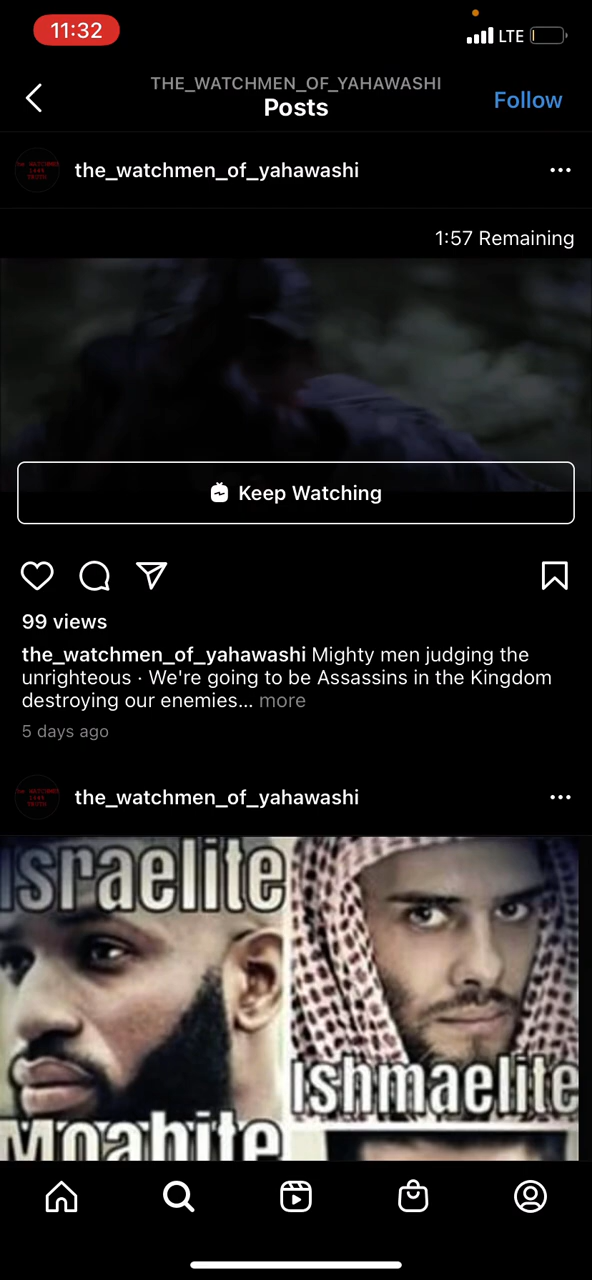 11:32
LTE
THE_WATCHMEN_OF_YAHAWASHI
Posts
Follow
the_watchmen_of_yahawashi
1:57 Remaining
Keep Watching
99 views
the_watchmen_of_yahawashi Mighty men judging the
unrighteous · We're going to be Assassins in the Kingdom
destroying our enemies... more
5 days ago
the_watchmen_of_yahawashi
Israelite
Ishmaelite
Moabite